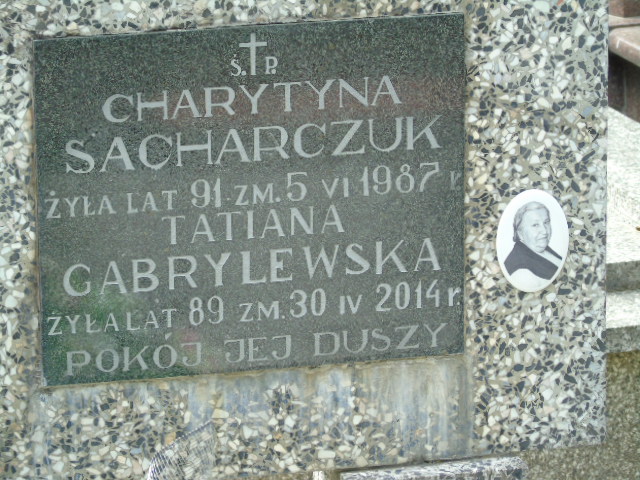 Ś.P.
CHARYTYNA
SACHARCZUK
ŻYŁA LAT 91 ZM. 5 VI 1987 r.
TATIANA
GABRYLEWSKA
ŻYŁA LAT 89 ZM. 30 IV 2014 r.
POKÓJ JEJ DUSZY